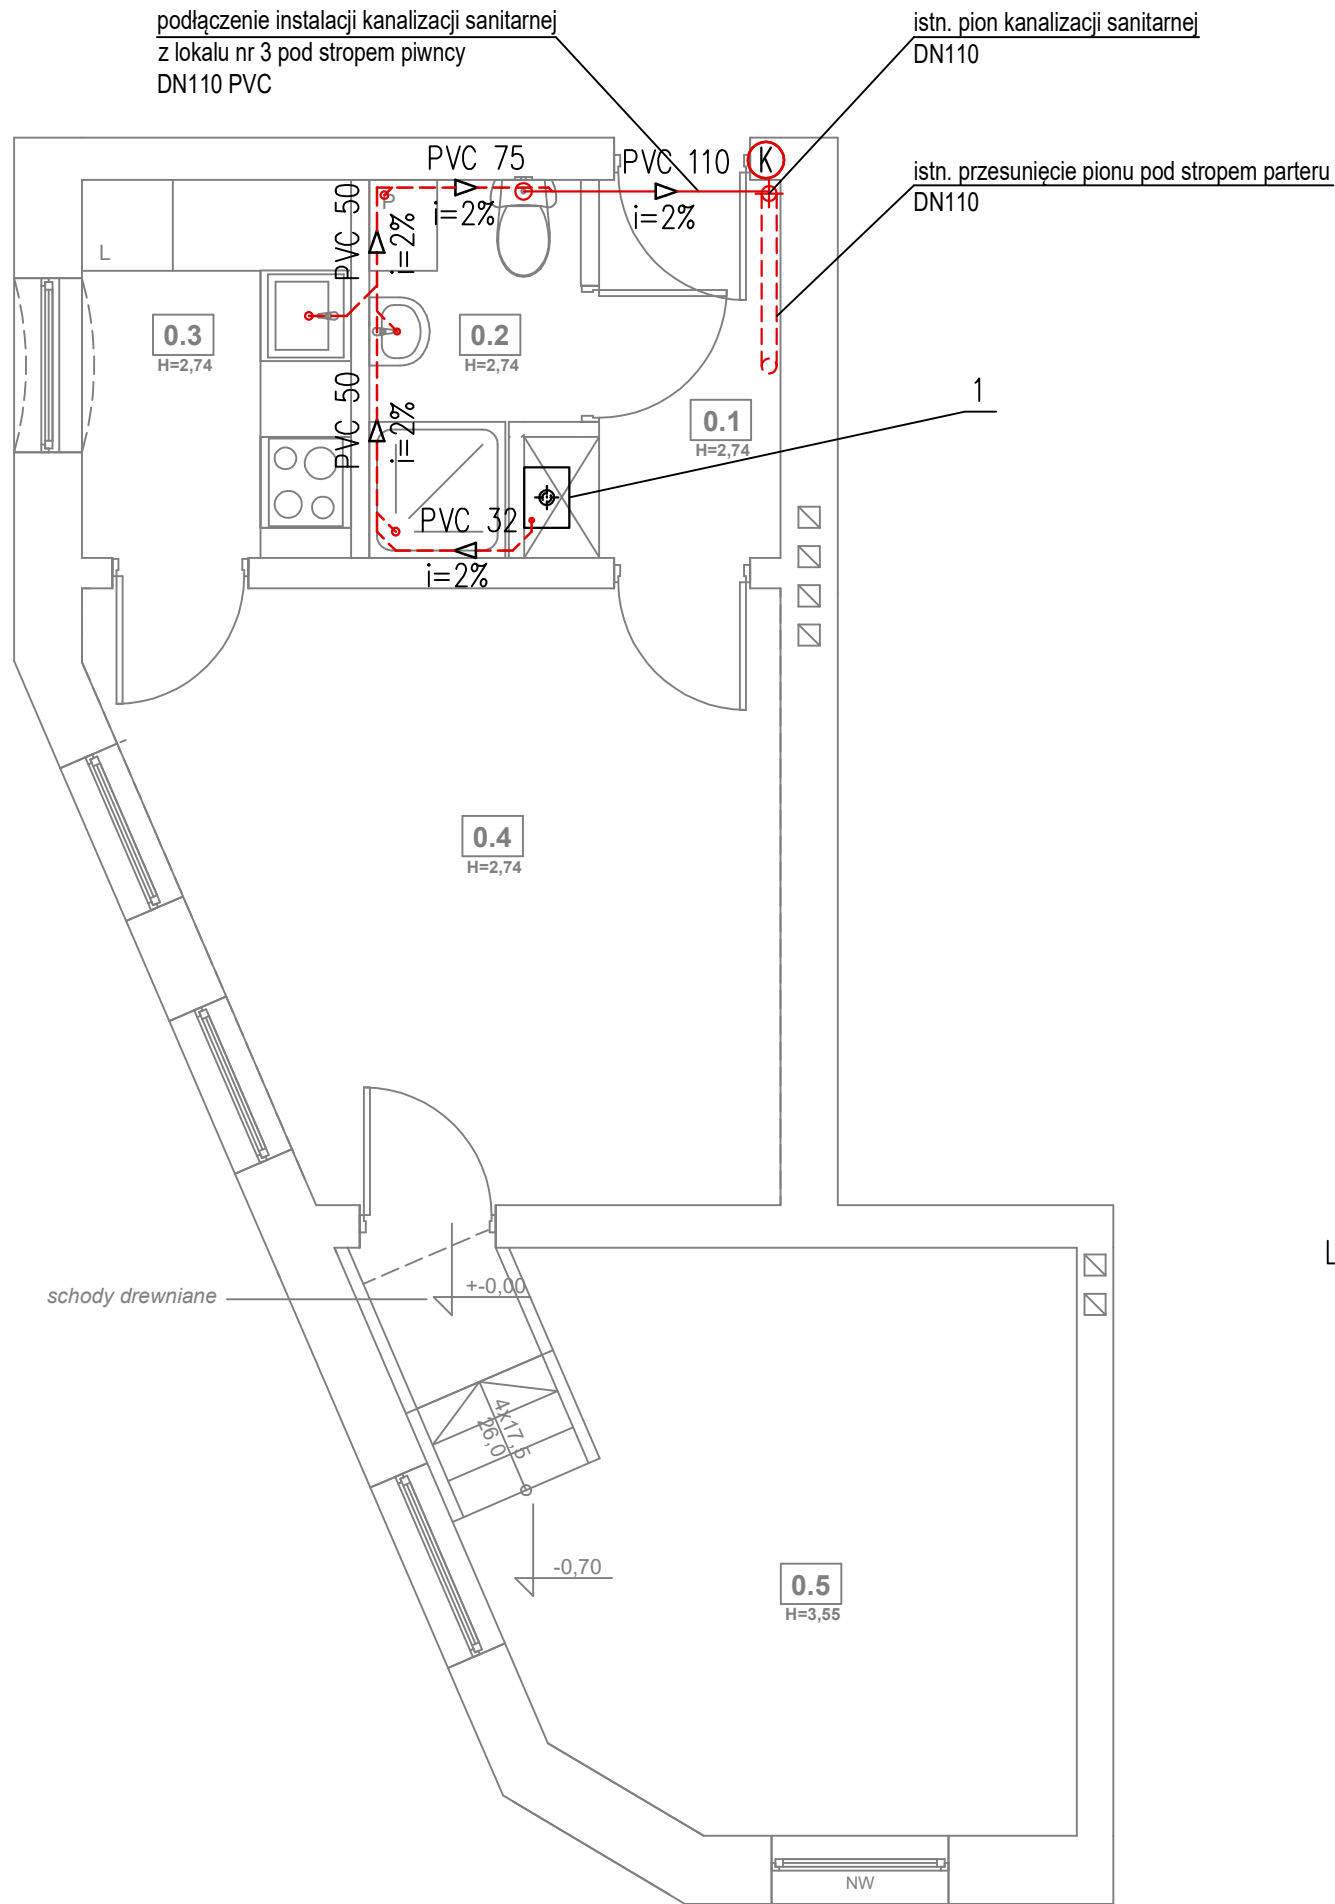 podłączenie instalacji kanalizacji sanitarnej
z lokalu nr 3 pod stropem piwncy
DN110 PVC
istn. pion kanalizacji sanitarnej
DN110
istn. przesunięcie pionu pod stropem parteru
DN110
PVC 75
i=2%
PVC 110
i=2%
K
P
PVC 50
i=2%
L
0.3
H=2,74
0.2
H=2,74
0.1
H=2,74
1
PVC 50
i=2%
PVC 32
i=2%
0.4
H=2,74
schody drewniane
+-0,00
4x17,5
26,0
-0,70
0.5
H=3,55
NW
L